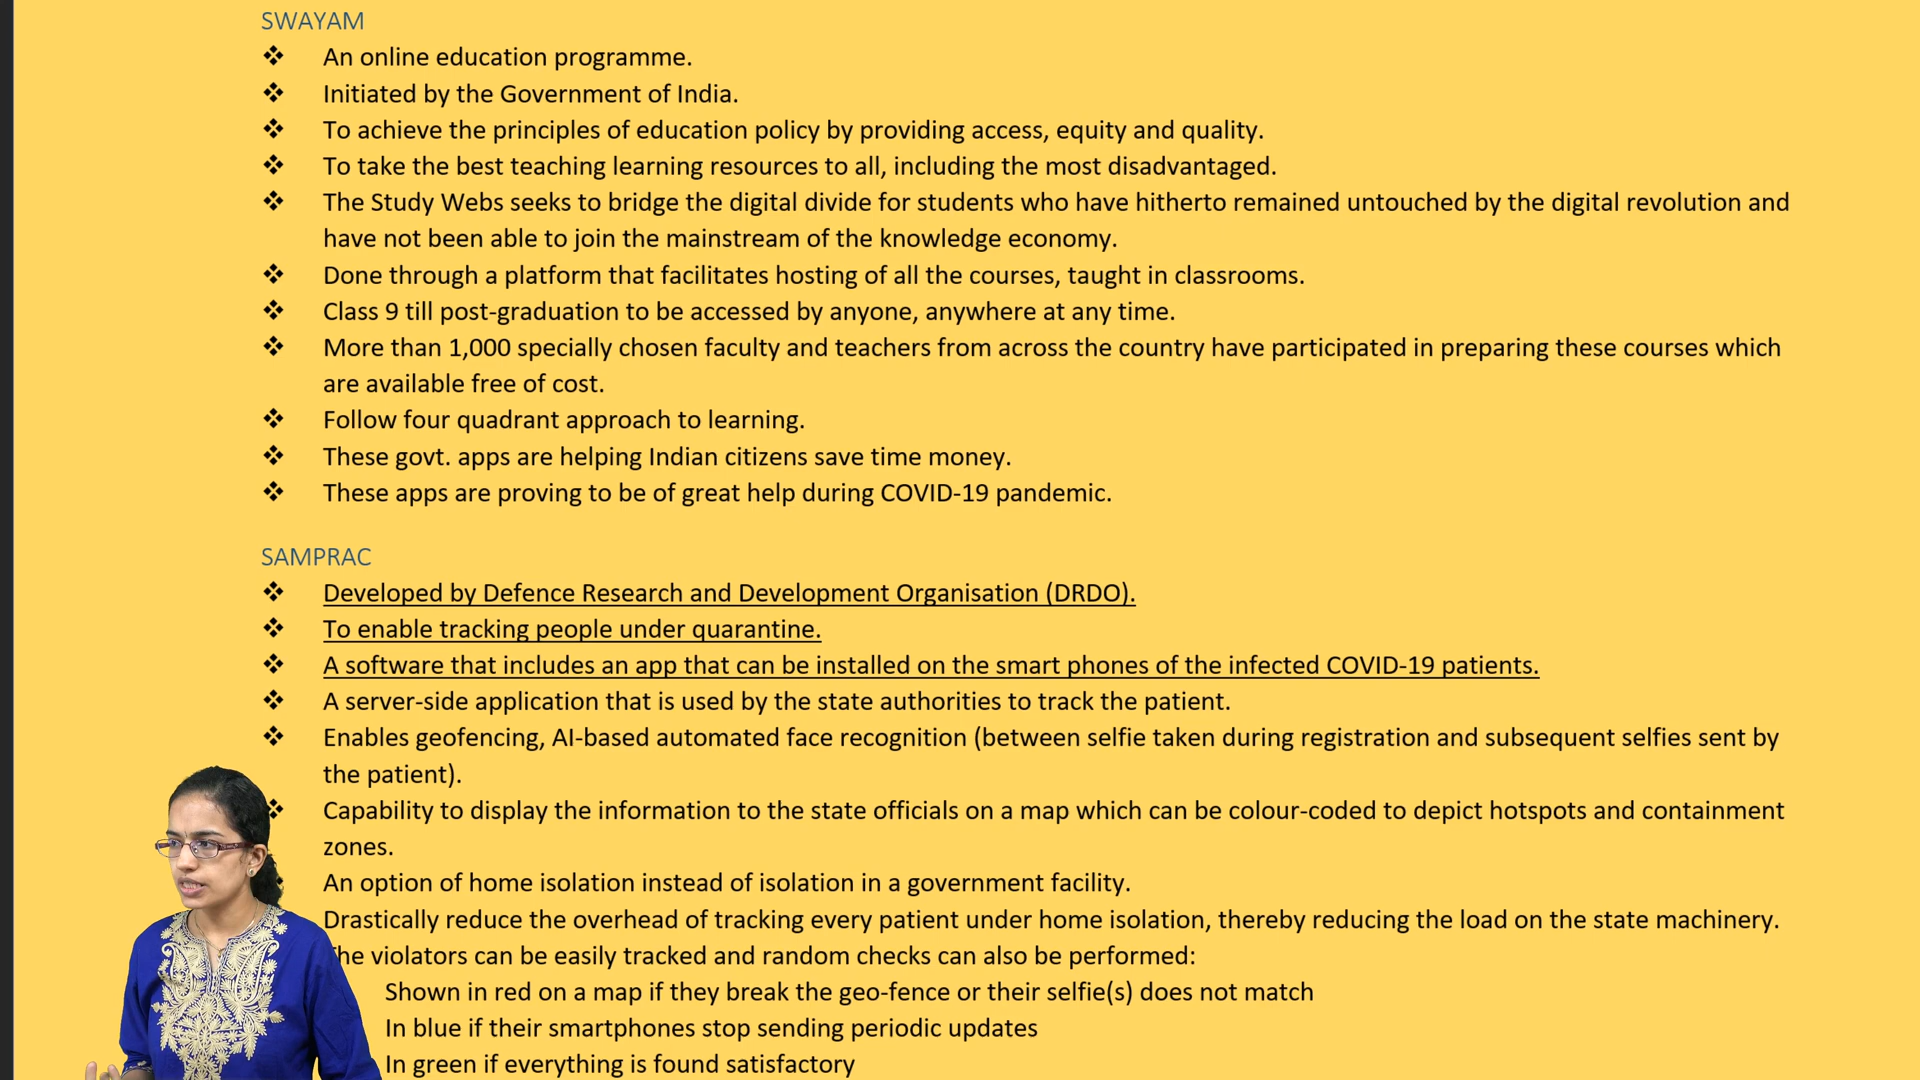 SWAYAM
❖ An online education programme.
❖ Initiated by the Government of India.
❖ To achieve the principles of education policy by providing access, equity and quality.
❖ To take the best teaching learning resources to all, including the most disadvantaged.
❖ The Study Webs seeks to bridge the digital divide for students who have hitherto remained untouched by the digital revolution and
have not been able to join the mainstream of the knowledge economy.
❖ Done through a platform that facilitates hosting of all the courses, taught in classrooms.
❖ Class 9 till post-graduation to be accessed by anyone, anywhere at any time.
❖ More than 1,000 specially chosen faculty and teachers from across the country have participated in preparing these courses which
are available free of cost.
❖ Follow four quadrant approach to learning.
❖ These govt. apps are helping Indian citizens save time money.
❖ These apps are proving to be of great help during COVID-19 pandemic.
SAMPRAC
❖ Developed by Defence Research and Development Organisation (DRDO).
❖ To enable tracking people under quarantine.
❖ A software that includes an app that can be installed on the smart phones of the infected COVID-19 patients.
❖ A server-side application that is used by the state authorities to track the patient.
❖ Enables geofencing, AI-based automated face recognition (between selfie taken during registration and subsequent selfies sent by
the patient).
❖ Capability to display the information to the state officials on a map which can be colour-coded to depict hotspots and containment
zones.
An option of home isolation instead of isolation in a government facility.
Drastically reduce the overhead of tracking every patient under home isolation, thereby reducing the load on the state machinery.
The violators can be easily tracked and random checks can also be performed:
Shown in red on a map if they break the geo-fence or their selfie(s) does not match
In blue if their smartphones stop sending periodic updates
In green if everything is found satisfactory